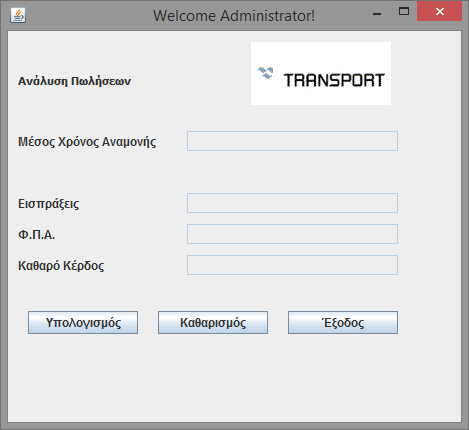 Welcome Administrator!
Ανάλυση Πωλήσεων
TRANSPORT
Μέσος Χρόνος Αναμονής
Εισπράξεις
Φ.Π.Α.
Καθαρό Κέρδος
Υπολογισμός Καθαρισμός Έξοδος